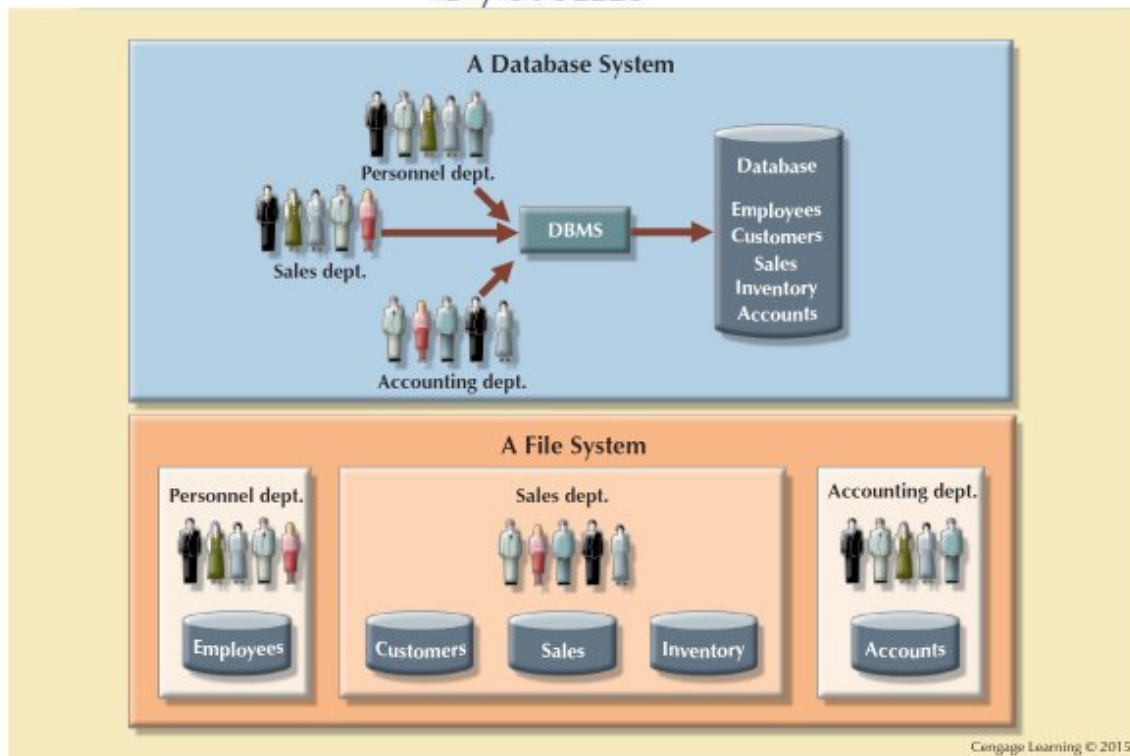 A Database System
Personnel dept.
Sales dept.
Accounting dept.
DBMS
Database
Employees
Customers
Sales
Inventory
Accounts
A File System
Personnel dept.
Employees
Sales dept.
Customers
Sales
Inventory
Accounting dept.
Accounts
Cengage Learning © 2015